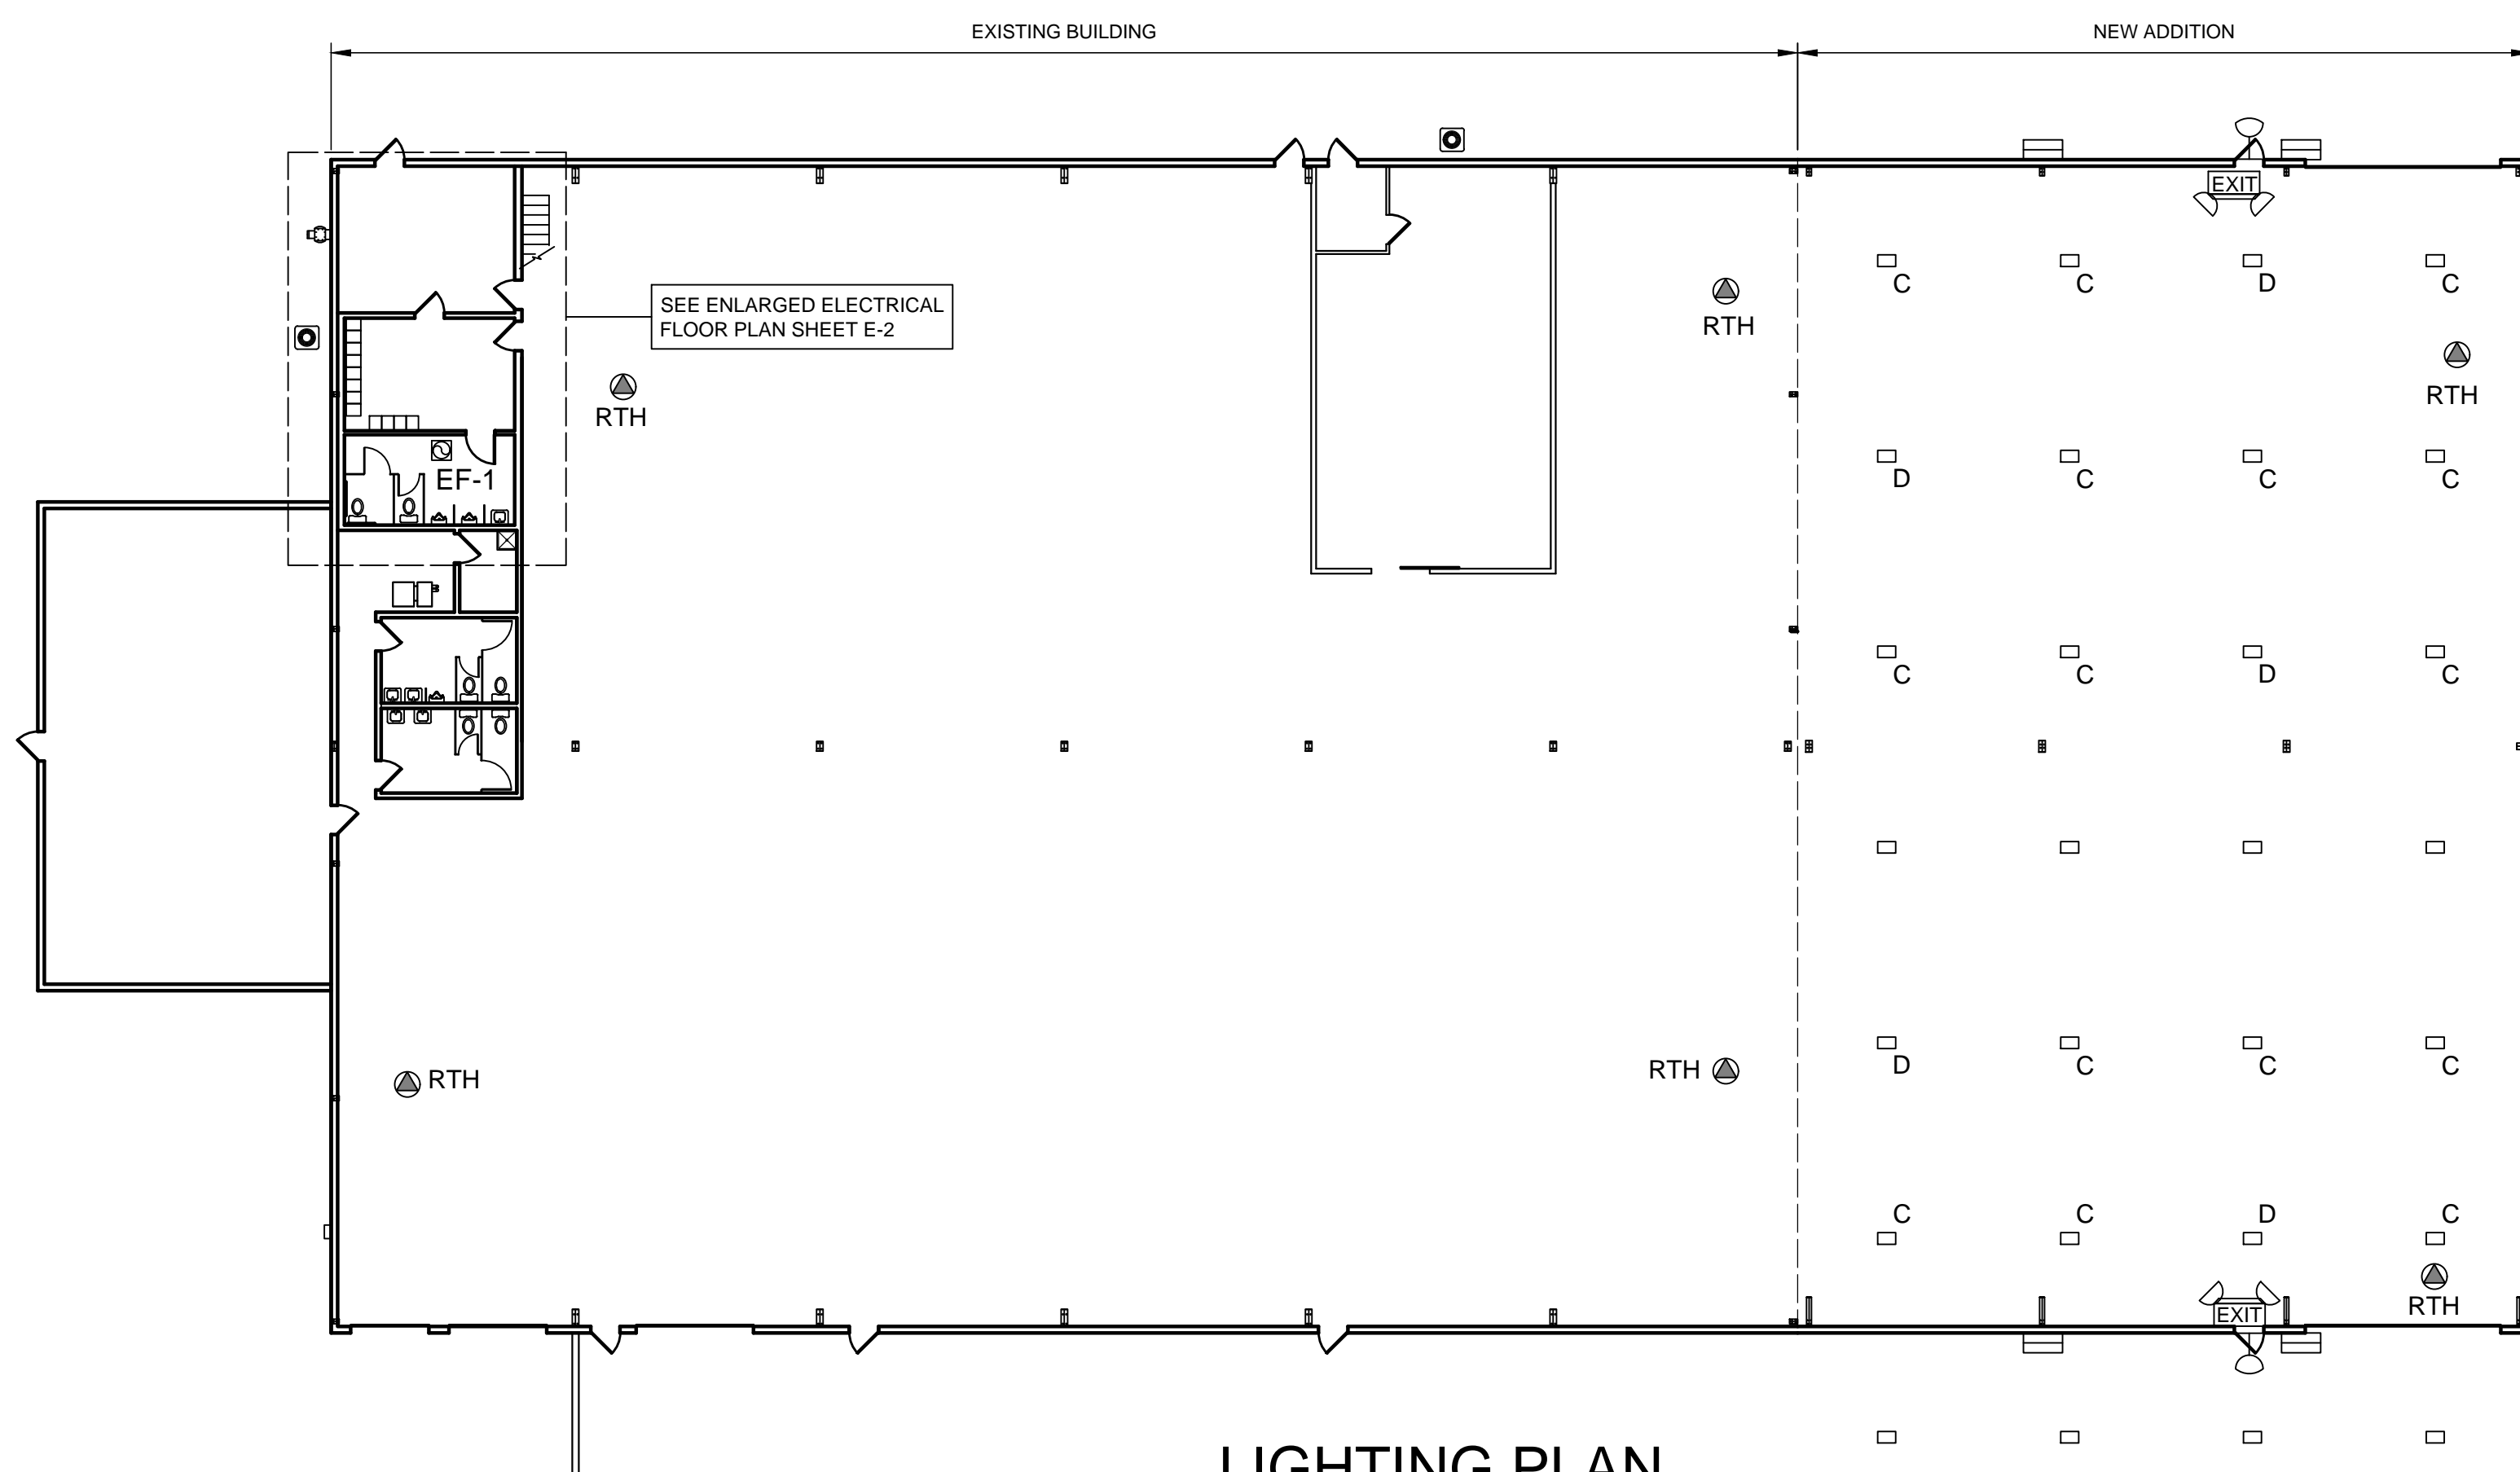 EXISTING BUILDING
NEW ADDITION
EXIT
C C D C
SEE ENLARGED ELECTRICAL
FLOOR PLAN SHEET E-2
RTH
RTH
RTH
EF-1
D C C C
C C D C
D C C C
RTH
RTH
C C D C
RTH
EXIT
LIGHTING PLAN